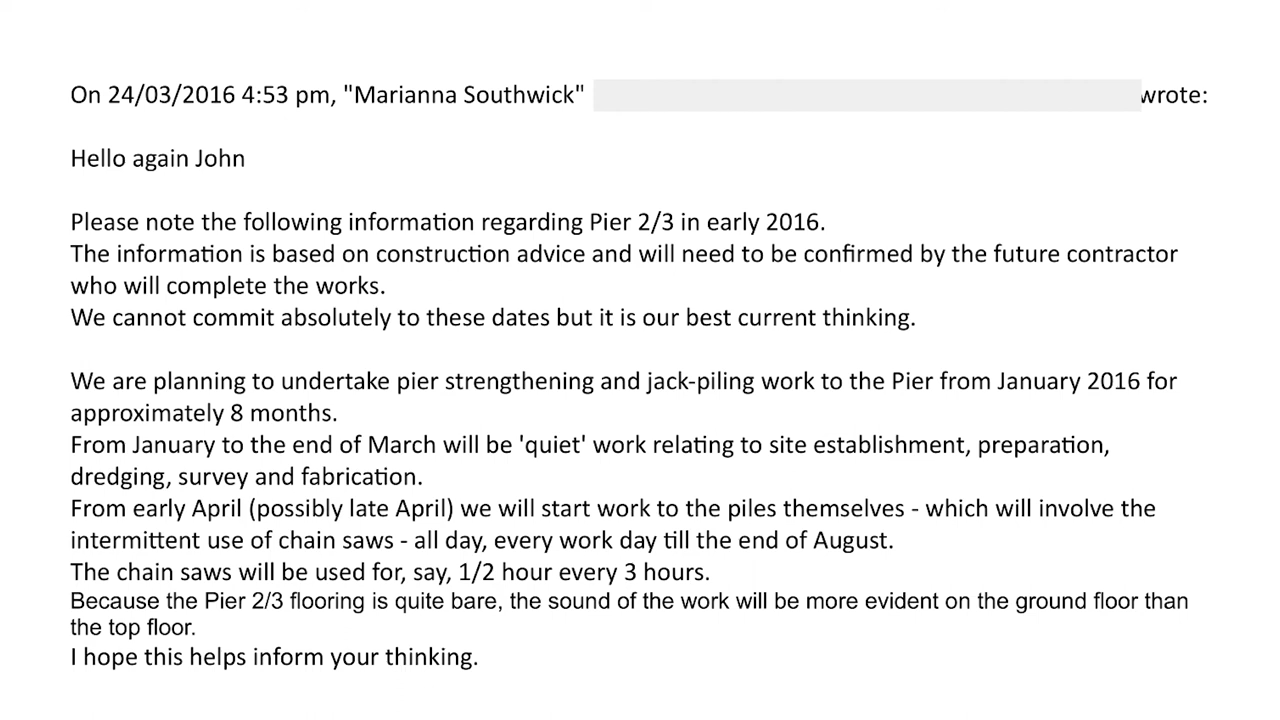 On 24/03/2016 4:53 pm, "Marianna Southwick" wrote:
Hello again John
Please note the following information regarding Pier 2/3 in early 2016.
The information is based on construction advice and will need to be confirmed by the future contractor
who will complete the works.
We cannot commit absolutely to these dates but it is our best current thinking.
We are planning to undertake pier strengthening and jack-piling work to the Pier from January 2016 for
approximately 8 months.
From January to the end of March will be 'quiet' work relating to site establishment, preparation,
dredging, survey and fabrication.
From early April (possibly late April) we will start work to the piles themselves - which will involve the
intermittent use of chain saws - all day, every work day till the end of August.
The chain saws will be used for, say, 1/2 hour every 3 hours.
Because the Pier 2/3 flooring is quite bare, the sound of the work will be more evident on the ground floor than
the top floor.
I hope this helps inform your thinking.